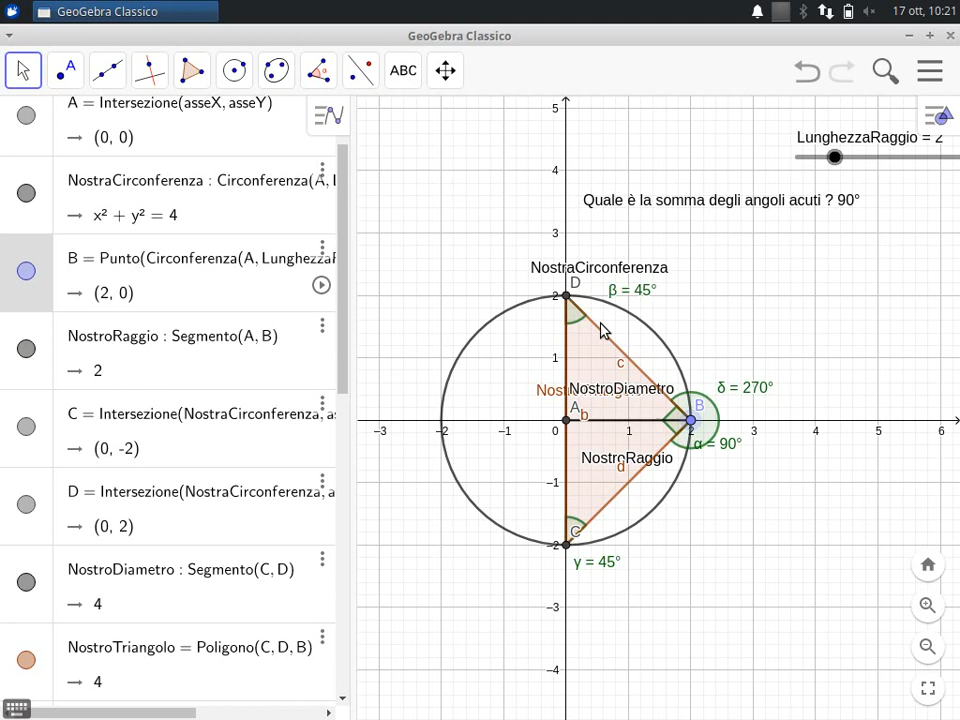 GeoGebra Classico
17 ott, 10:21
GeoGebra Classico
A
ABC
A = Intersezione(asseX, asseY)
→ (0, 0)
NostraCirconferenza : Circonferenza(A, l
→ x² + y² = 4
B = Punto(Circonferenza(A, Lunghezzaf
→ (2, 0)
NostroRaggio : Segmento(A, B)
→ 2
C = Intersezione(NostraCirconferenza, as
→ (0, -2)
D = Intersezione(NostraCirconferenza, a
→ (0, 2)
NostroDiametro : Segmento(C, D)
→ 4
NostroTriangolo = Poligono(C, D, B)
→ 4
LunghezzaRaggio = 2
Quale è la somma degli angoli acuti ? 90°
NostraCirconferenza
D
β = 45°
c
NostroDiametro
δ = 270°
A
b
B
α = 90°
NostroRaggio
d
C
γ = 45°
5
4
3
2
1
0
−1
−2
−3
−4
−3
−2
−1
1
2
3
4
5
6